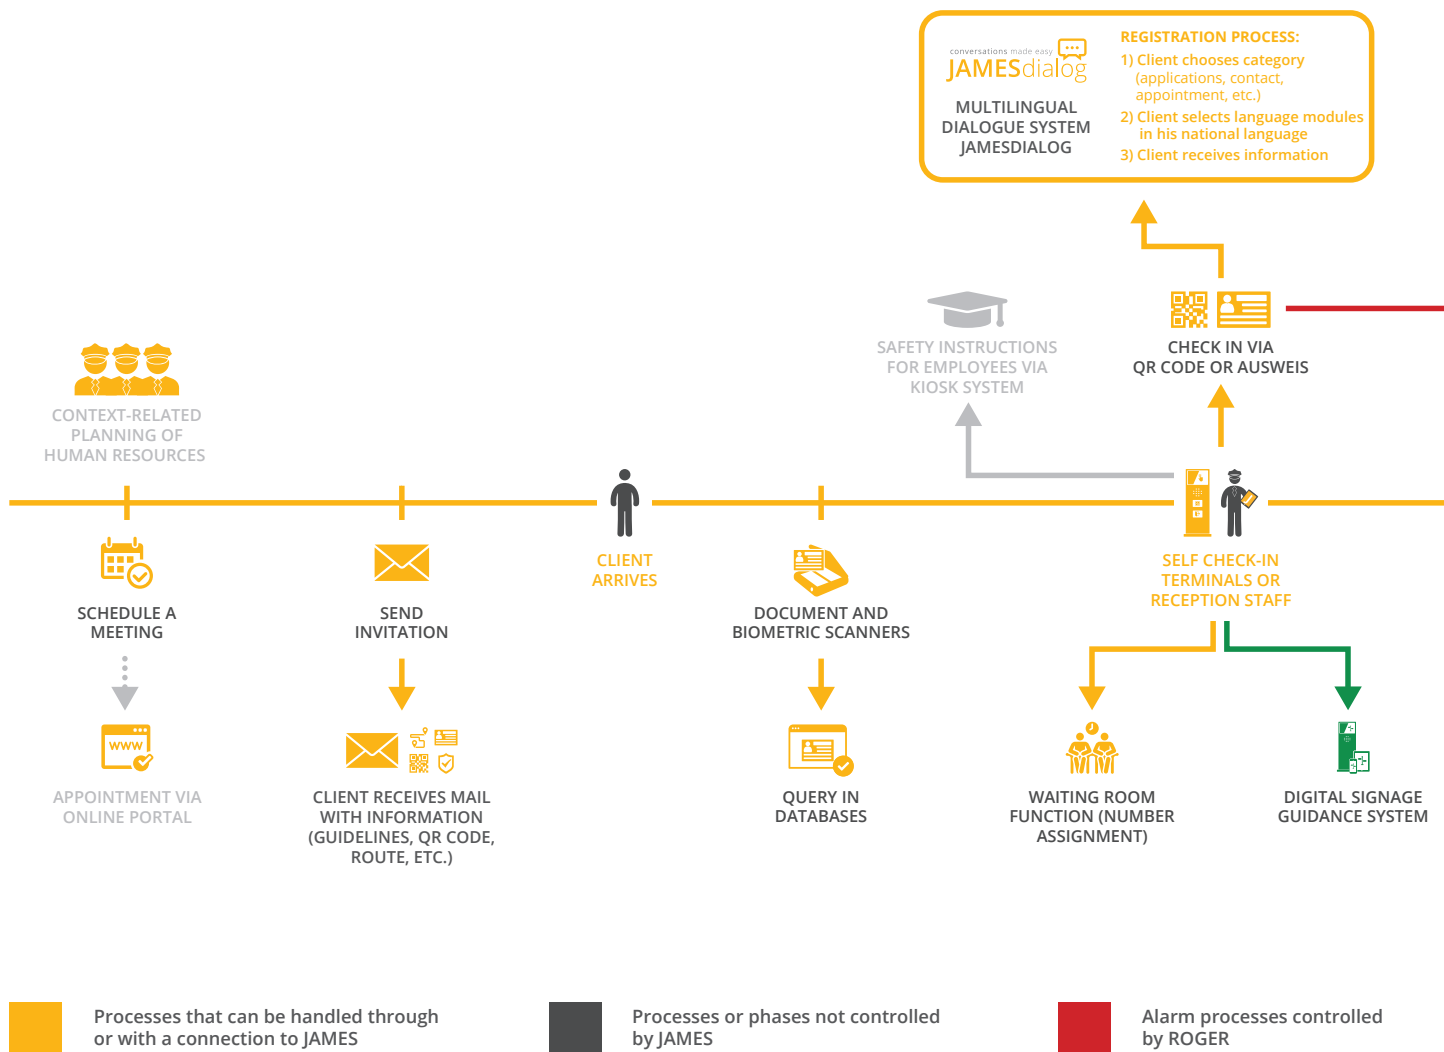 conversations made easy
JAMESdialog
MULTILINGUAL
DIALOGUE SYSTEM
JAMESDIALOG
REGISTRATION PROCESS:
1) Client chooses category
(applications, contact,
appointment, etc.)
2) Client selects language modules
in his national language
3) Client receives information
SAFETY INSTRUCTIONS
FOR EMPLOYEES VIA
KIOSK SYSTEM
CHECK IN VIA
QR CODE OR AUSWEIS
CONTEXT-RELATED
PLANNING OF
HUMAN RESOURCES
CLIENT
ARRIVES
SELF CHECK-IN
TERMINALS OR
RECEPTION STAFF
SCHEDULE A
MEETING
SEND
INVITATION
DOCUMENT AND
BIOMETRIC SCANNERS
WWW
APPOINTMENT VIA
ONLINE PORTAL
CLIENT RECEIVES MAIL
WITH INFORMATION
(GUIDELINES, QR CODE,
ROUTE, ETC.)
QUERY IN
DATABASES
WAITING ROOM
FUNCTION (NUMBER
ASSIGNMENT)
DIGITAL SIGNAGE
GUIDANCE SYSTEM
Processes that can be handled through
or with a connection to JAMES
Processes or phases not controlled
by JAMES
Alarm processes controlled
by ROGER